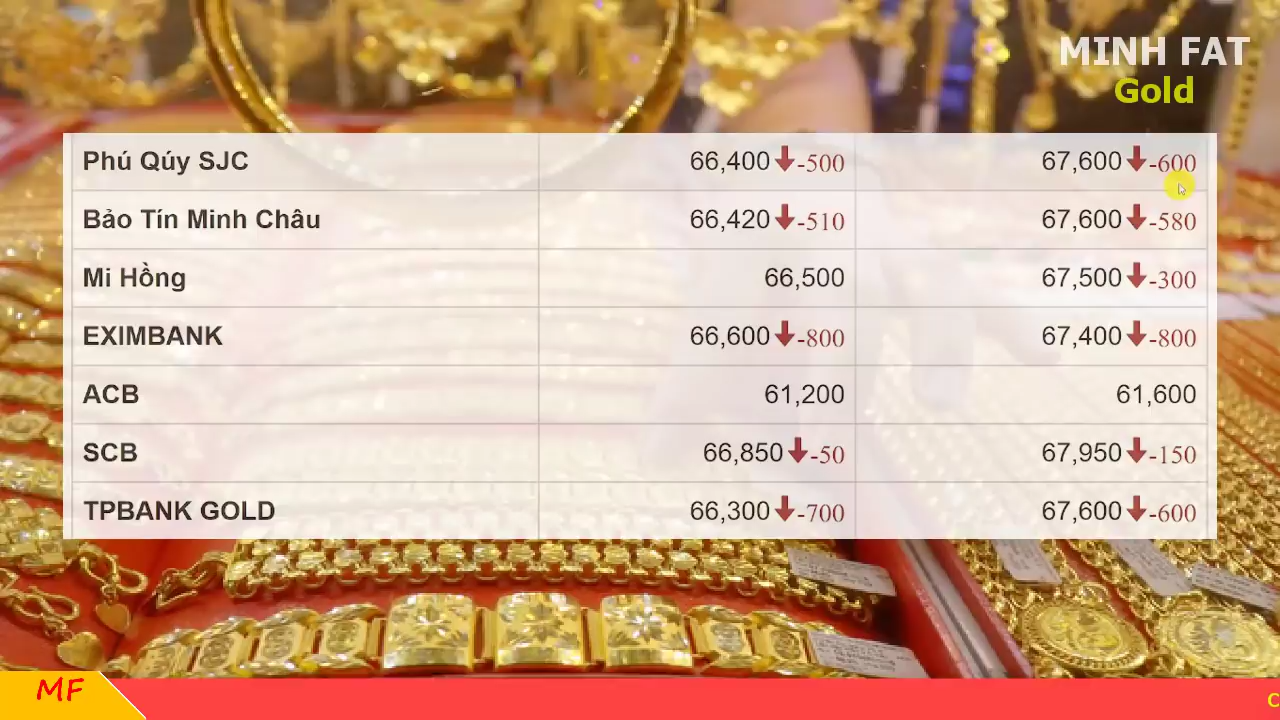 MINH FAT
Gold
Phú Qúy SJC 66,400 -500 67,600 -600
Bảo Tín Minh Châu 66,420 -510 67,600 -580
Mi Hồng 66,500 67,500 -300
EXIMBANK 66,600 -800 67,400 -800
ACB 61,200 61,600
SCB 66,850 -50 67,950 -150
TPBANK GOLD 66,300 -700 67,600 -600
MF